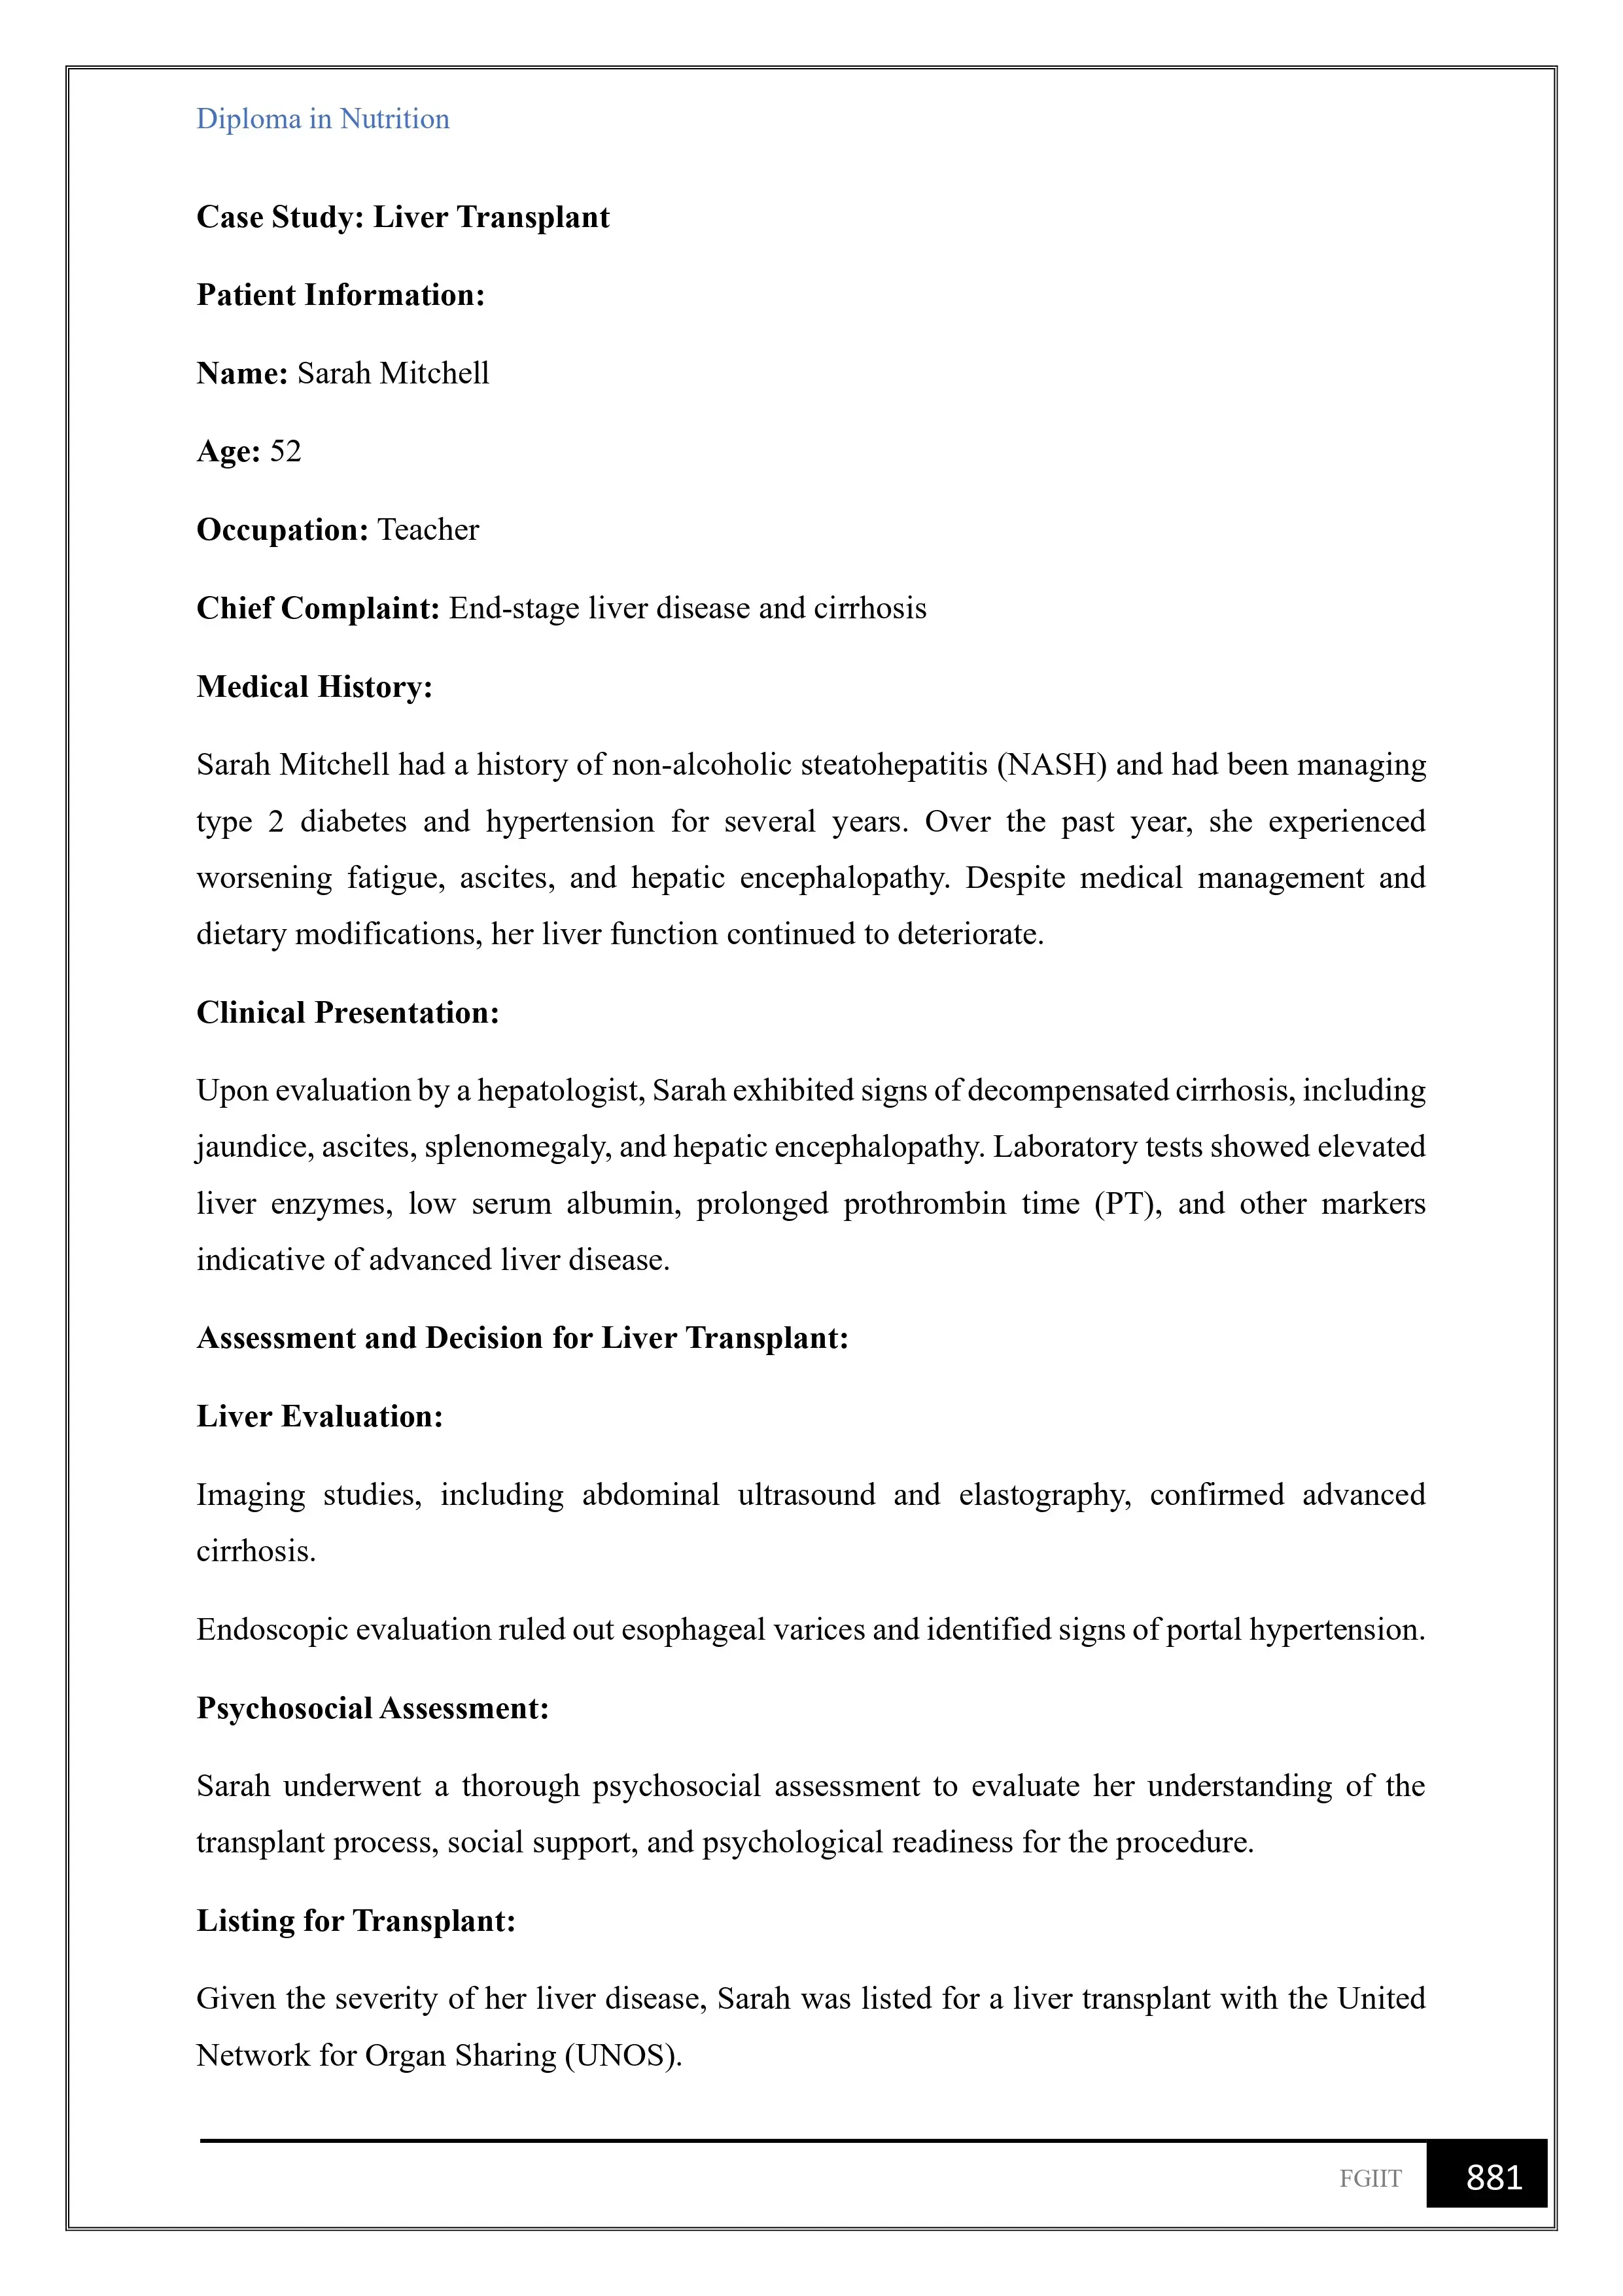 Diploma in Nutrition
Case Study: Liver Transplant
Patient Information:
Name: Sarah Mitchell
Age: 52
Occupation: Teacher
Chief Complaint: End-stage liver disease and cirrhosis
Medical History:
Sarah Mitchell had a history of non-alcoholic steatohepatitis (NASH) and had been managing
type 2 diabetes and hypertension for several years. Over the past year, she experienced
worsening fatigue, ascites, and hepatic encephalopathy. Despite medical management and
dietary modifications, her liver function continued to deteriorate.
Clinical Presentation:
Upon evaluation by a hepatologist, Sarah exhibited signs of decompensated cirrhosis, including
jaundice, ascites, splenomegaly, and hepatic encephalopathy. Laboratory tests showed elevated
liver enzymes, low serum albumin, prolonged prothrombin time (PT), and other markers
indicative of advanced liver disease.
Assessment and Decision for Liver Transplant:
Liver Evaluation:
Imaging studies, including abdominal ultrasound and elastography, confirmed advanced
cirrhosis.
Endoscopic evaluation ruled out esophageal varices and identified signs of portal hypertension.
Psychosocial Assessment:
Sarah underwent a thorough psychosocial assessment to evaluate her understanding of the
transplant process, social support, and psychological readiness for the procedure.
Listing for Transplant:
Given the severity of her liver disease, Sarah was listed for a liver transplant with the United
Network for Organ Sharing (UNOS).
FGIIT 881